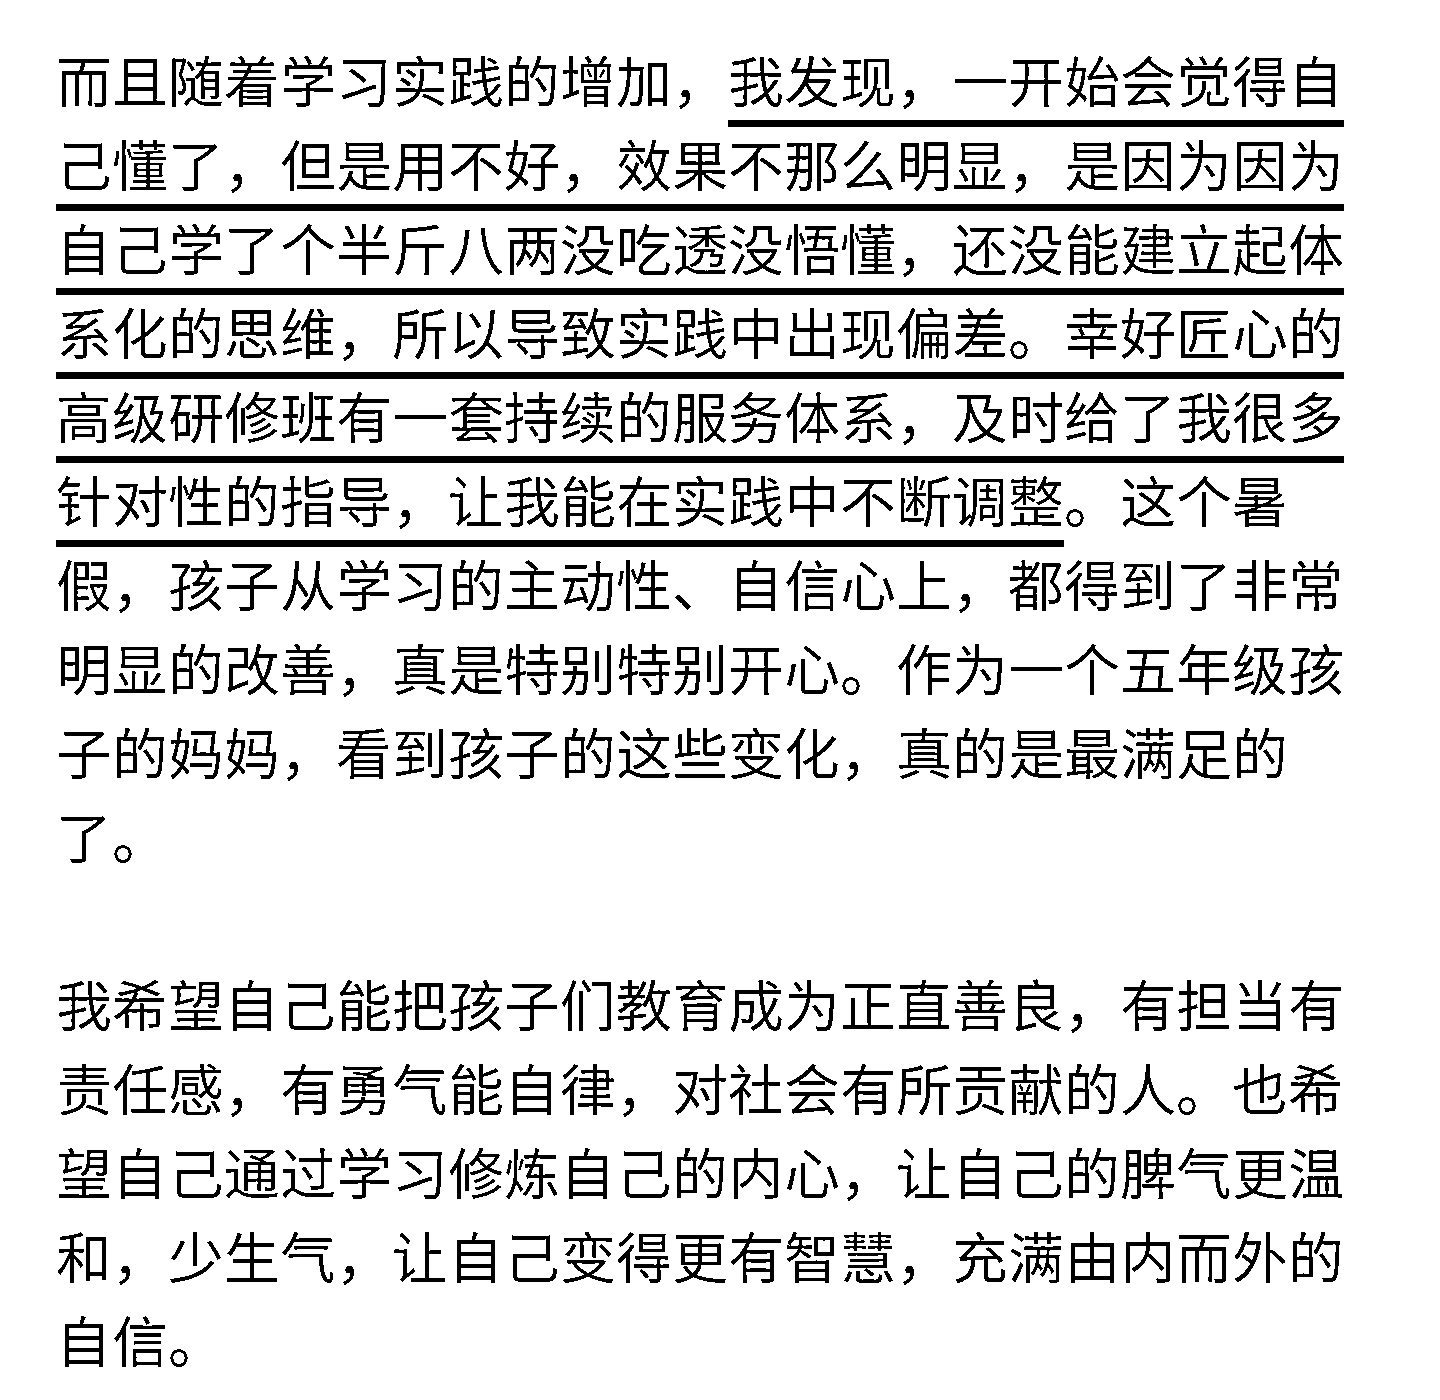 而且随着学习实践的增加，我发现，一开始会觉得自
己懂了，但是用不好，效果不那么明显，是因为因为
自己学了个半斤八两没吃透没悟懂，还没能建立起体
系化的思维，所以导致实践中出现偏差。幸好匠心的
高级研修班有一套持续的服务体系，及时给了我很多
针对性的指导，让我能在实践中不断调整。这个暑
假，孩子从学习的主动性、自信心上，都得到了非常
明显的改善，真是特别特别开心。作为一个五年级孩
子的妈妈，看到孩子的这些变化，真的是最满足的
了。
我希望自己能把孩子们教育成为正直善良，有担当有
责任感，有勇气能自律，对社会有所贡献的人。也希
望自己通过学习修炼自己的内心，让自己的脾气更温
和，少生气，让自己变得更有智慧，充满由内而外的
自信。